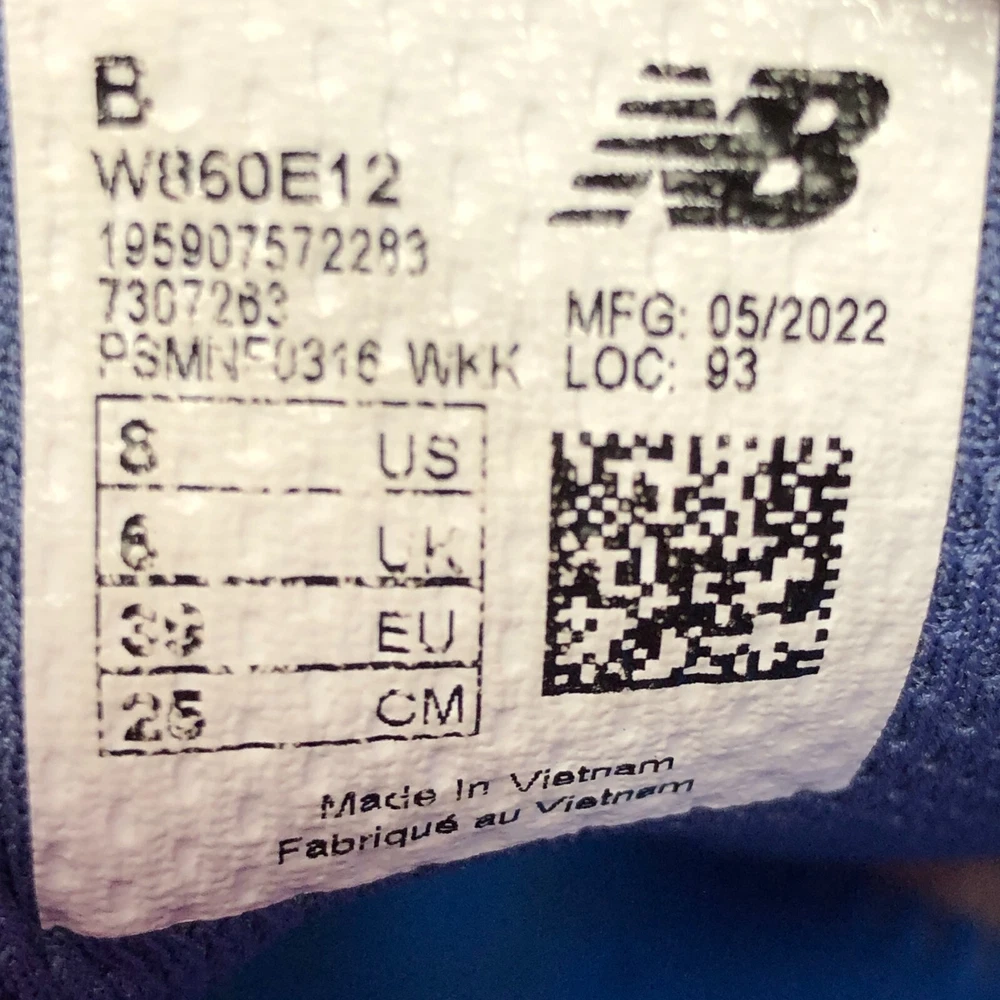 B
NB
W860E12
195907572283
7307263
PSMNF0316 WKK
MFG: 05/2022
LOC: 93
8 US
6 UK
39 EU
25 CM
Made In Vietnam
Fabriqué au Vietnam